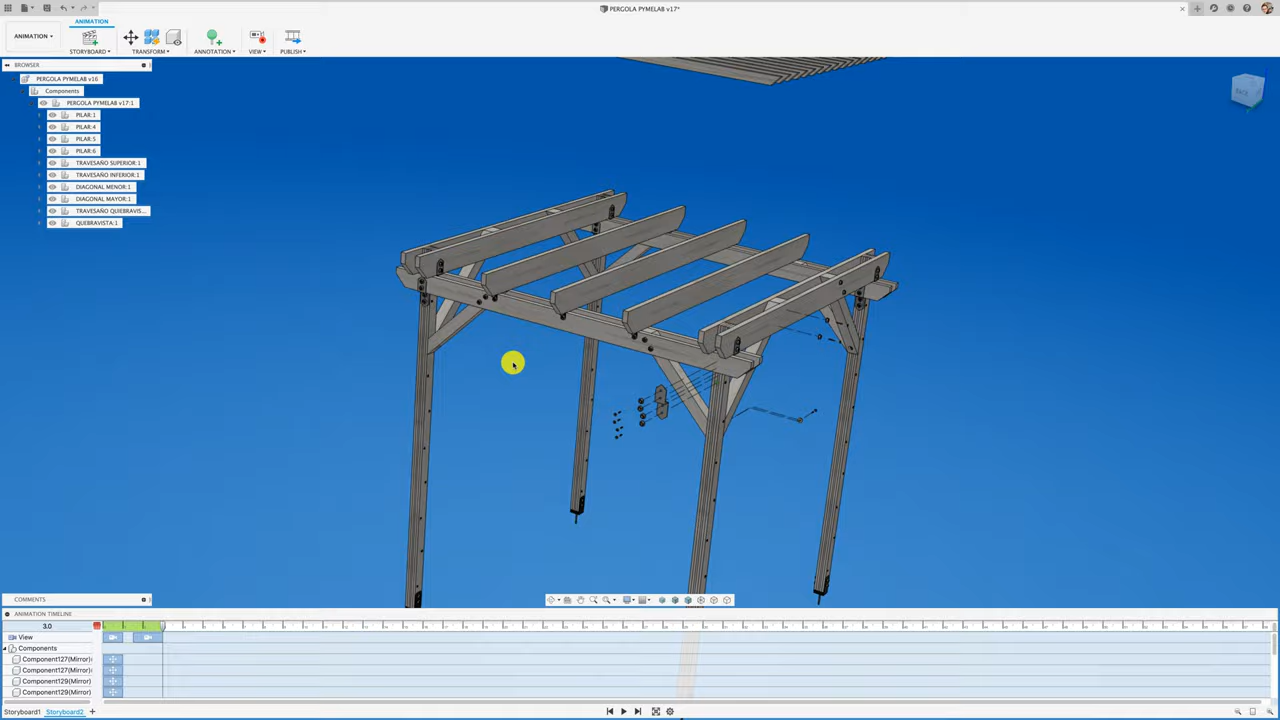 PERGOLA PYMELAB v17*
ANIMATION
ANIMATION
STORYBOARD
TRANSFORM
ANNOTATION
VIEW
PUBLISH
BROWSER
PERGOLA PYMELAB v16
Components
PERGOLA PYMELAB v17:1
PILAR:1
PILAR:4
PILAR:5
PILAR:6
TRAVESAÑO SUPERIOR:1
TRAVESAÑO INFERIOR:1
DIAGONAL MENOR:1
DIAGONAL MAYOR:1
TRAVESAÑO QUIEBRAVIS...
QUIEBRAVISTA:1
COMMENTS
ANIMATION TIMELINE
3.0
View
Components
Component127(Mirror)
Component127(Mirror)
Component129(Mirror)
Component129(Mirror)
Storyboard1
Storyboard2